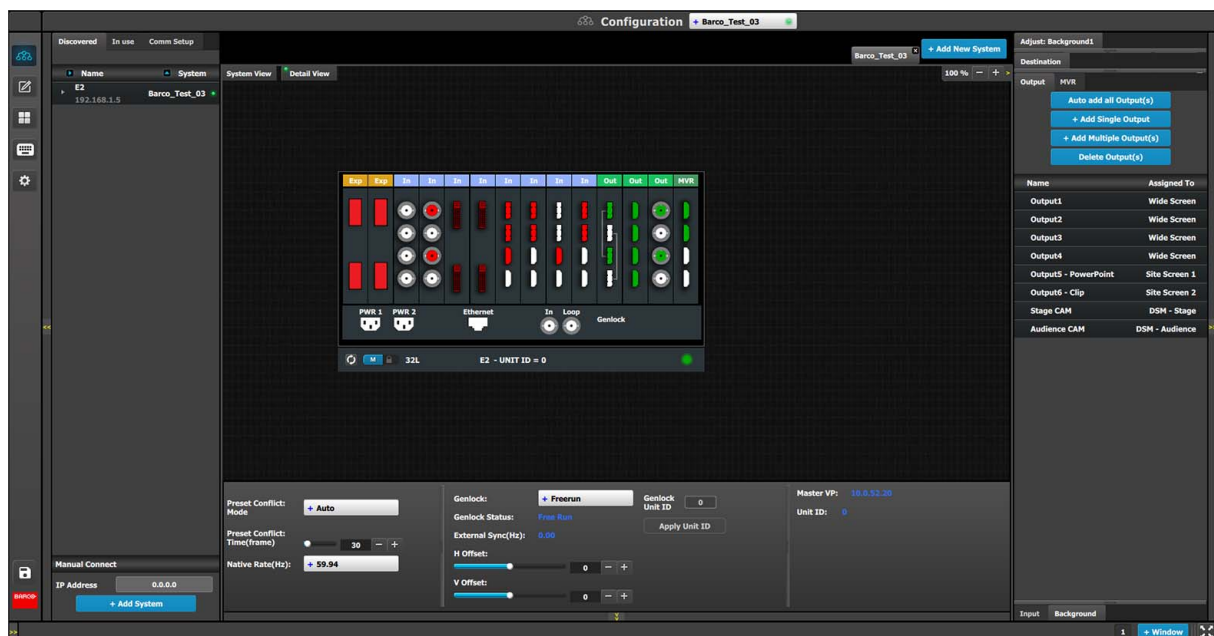 Configuration + Barco_Test_03
Discovered In use Comm Setup
Name System
E2
192.168.1.5
Barco_Test_03
Manual Connect
IP Address 0.0.0.0
+ Add System
BARCO
Barco_Test_03 x + Add New System
System View Detail View 100 % - +
Exp Exp In In In In In In In In Out Out Out MVR
PWR 1 PWR 2 Ethernet In Loop Genlock
M 32L E2 - UNIT ID = 0
Preset Conflict:
Mode
+ Auto
Preset Conflict:
Time(frame)
30 - +
Native Rate(Hz): + 59.94
Genlock: + Freerun
Genlock
Unit ID
0
Genlock Status: Free Run
Apply Unit ID
External Sync(Hz): 0.00
H Offset:
0 - +
V Offset:
0 - +
Master VP: 10.0.52.20
Unit ID: 0
Adjust: Background1
Destination
Output MVR
Auto add all Output(s)
+ Add Single Output
+ Add Multiple Output(s)
Delete Output(s)
Name Assigned To
Output1 Wide Screen
Output2 Wide Screen
Output3 Wide Screen
Output4 Wide Screen
Output5 - PowerPoint Site Screen 1
Output6 - Clip Site Screen 2
Stage CAM DSM - Stage
Audience CAM DSM - Audience
Input Background
1 + Window